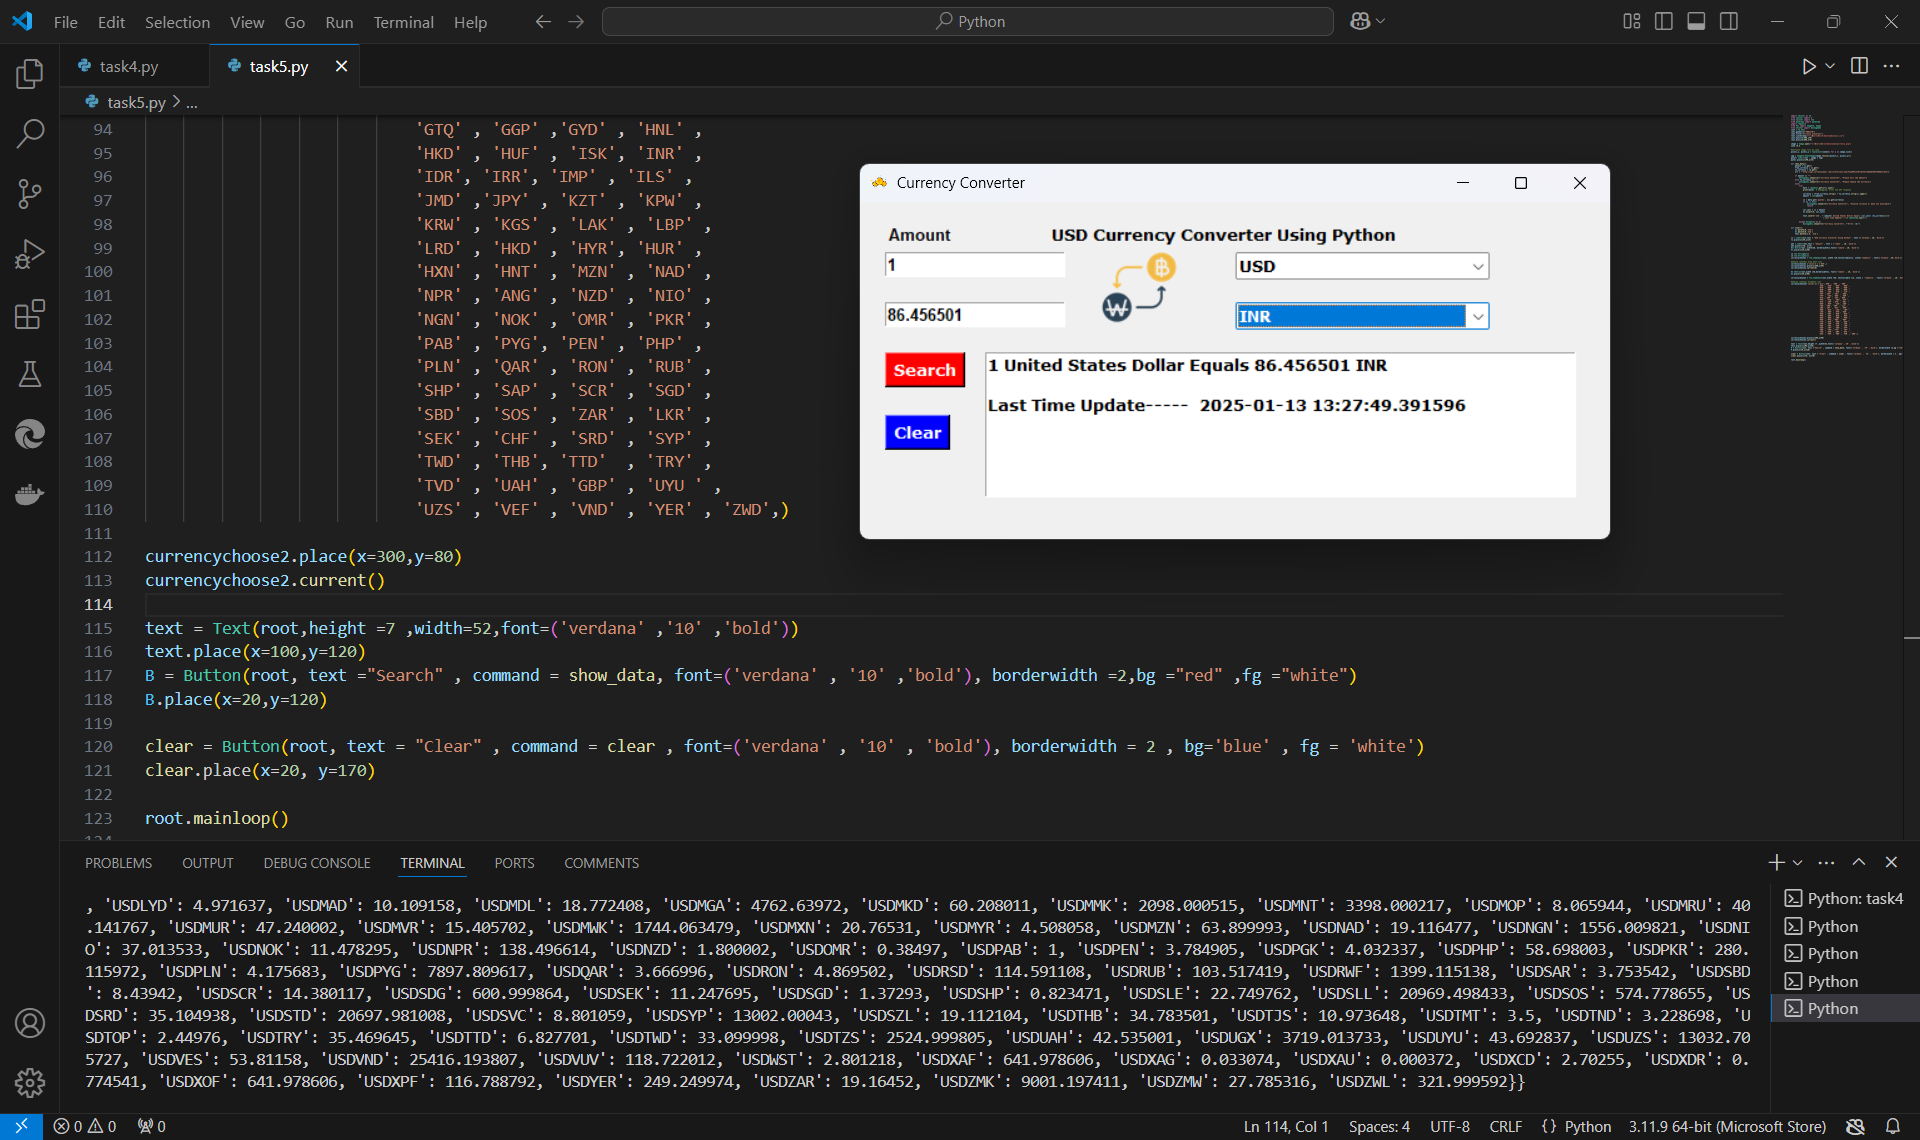 File Edit Selection View Go Run Terminal Help Python
task4.py task5.py
task5.py > ...
94 'GTQ' , 'GGP' ,'GYD' , 'HNL' ,
95 'HKD' , 'HUF' , 'ISK', 'INR' ,
96 'IDR', 'IRR', 'IMP' , 'ILS' ,
97 'JMD' ,'JPY' , 'KZT' , 'KPW' ,
98 'KRW' , 'KGS' , 'LAK' , 'LBP' ,
99 'LRD' , 'HKD' , 'HYR', 'HUR' ,
100 'HXN' , 'HNT' , 'MZN' , 'NAD' ,
101 'NPR' , 'ANG' , 'NZD' , 'NIO' ,
102 'NGN' , 'NOK' , 'OMR' , 'PKR' ,
103 'PAB' , 'PYG', 'PEN' , 'PHP' ,
104 'PLN' , 'QAR' , 'RON' , 'RUB' ,
105 'SHP' , 'SAP' , 'SCR' , 'SGD' ,
106 'SBD' , 'SOS' , 'ZAR' , 'LKR' ,
107 'SEK' , 'CHF' , 'SRD' , 'SYP' ,
108 'TWD' , 'THB', 'TTD' , 'TRY' ,
109 'TVD' , 'UAH' , 'GBP' , 'UYU ' ,
110 'UZS' , 'VEF' , 'VND' , 'YER' , 'ZWD',)
111
112 currencychoose2.place(x=300,y=80)
113 currencychoose2.current()
114
115 text = Text(root,height =7 ,width=52,font=('verdana' ,'10' ,'bold'))
116 text.place(x=100,y=120)
117 B = Button(root, text ="Search" , command = show_data, font=('verdana' , '10' ,'bold'), borderwidth =2,bg ="red" ,fg ="white")
118 B.place(x=20,y=120)
119
120 clear = Button(root, text = "Clear" , command = clear , font=('verdana' , '10' , 'bold'), borderwidth = 2 , bg='blue' , fg = 'white')
121 clear.place(x=20, y=170)
122
123 root.mainloop()
Currency Converter
Amount USD Currency Converter Using Python
1 USD
86.456501 INR
Search
Clear
1 United States Dollar Equals 86.456501 INR
Last Time Update----- 2025-01-13 13:27:49.391596
PROBLEMS OUTPUT DEBUG CONSOLE TERMINAL PORTS COMMENTS
, 'USDLYD': 4.971637, 'USDMAD': 10.109158, 'USDMDL': 18.772408, 'USDMGA': 4762.63972, 'USDMKD': 60.208011, 'USDMMK': 2098.000515, 'USDMNT': 3398.000217, 'USDMOP': 8.065944, 'USDMRU': 40
.141767, 'USDMUR': 47.240002, 'USDMVR': 15.405702, 'USDMWK': 1744.063479, 'USDMXN': 20.76531, 'USDMYR': 4.508058, 'USDMZN': 63.899993, 'USDNAD': 19.116477, 'USDNGN': 1556.009821, 'USDNI
O': 37.013533, 'USDNOK': 11.478295, 'USDNPR': 138.496614, 'USDNZD': 1.800002, 'USDOMR': 0.38497, 'USDPAB': 1, 'USDPEN': 3.784905, 'USDPGK': 4.032337, 'USDPHP': 58.698003, 'USDPKR': 280.
115972, 'USDPLN': 4.175683, 'USDPYG': 7897.809617, 'USDQAR': 3.666996, 'USDRON': 4.869502, 'USDRSD': 114.591108, 'USDRUB': 103.517419, 'USDRWF': 1399.115138, 'USDSAR': 3.753542, 'USDSBD
': 8.43942, 'USDSCR': 14.380117, 'USDSDG': 600.999864, 'USDSEK': 11.247695, 'USDSGD': 1.37293, 'USDSHP': 0.823471, 'USDSLE': 22.749762, 'USDSLL': 20969.498433, 'USDSOS': 574.778655, 'US
DSRD': 35.104938, 'USDSTD': 20697.981008, 'USDSVC': 8.801059, 'USDSYP': 13002.00043, 'USDSZL': 19.112104, 'USDTHB': 34.783501, 'USDTJS': 10.973648, 'USDTMT': 3.5, 'USDTND': 3.228698, 'U
SDTOP': 2.44976, 'USDTRY': 35.469645, 'USDTTD': 6.827701, 'USDTWD': 33.099998, 'USDTZS': 2524.999805, 'USDUAH': 42.535001, 'USDUGX': 3719.013733, 'USDUYU': 43.692837, 'USDUZS': 13032.70
5727, 'USDVES': 53.81158, 'USDVND': 25416.193807, 'USDVUV': 118.722012, 'USDWST': 2.801218, 'USDXAF': 641.978606, 'USDXAG': 0.033074, 'USDXAU': 0.000372, 'USDXCD': 2.70255, 'USDXDR': 0.
774541, 'USDXOF': 641.978606, 'USDXPF': 116.788792, 'USDYER': 249.249974, 'USDZAR': 19.16452, 'USDZMK': 9001.197411, 'USDZMW': 27.785316, 'USDZWL': 321.999592}}
Python: task4
Python
Python
Python
Python
0 0 0 Ln 114, Col 1 Spaces: 4 UTF-8 CRLF {} Python 3.11.9 64-bit (Microsoft Store)